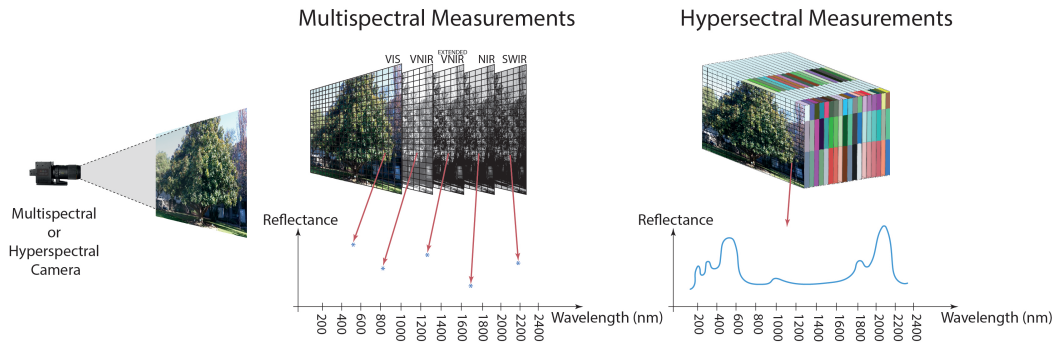 Multispectral Measurements
Hypersectral Measurements
VIS
VNIR
EXTENDED
VNIR
NIR
SWIR
Multispectral
or
Hyperspectral
Camera
Reflectance
200
400
600
800
1000
1200
1400
1600
1800
2000
2200
2400
Wavelength (nm)
Reflectance
200
400
600
800
1000
1200
1400
1600
1800
2000
2200
2400
Wavelength (nm)